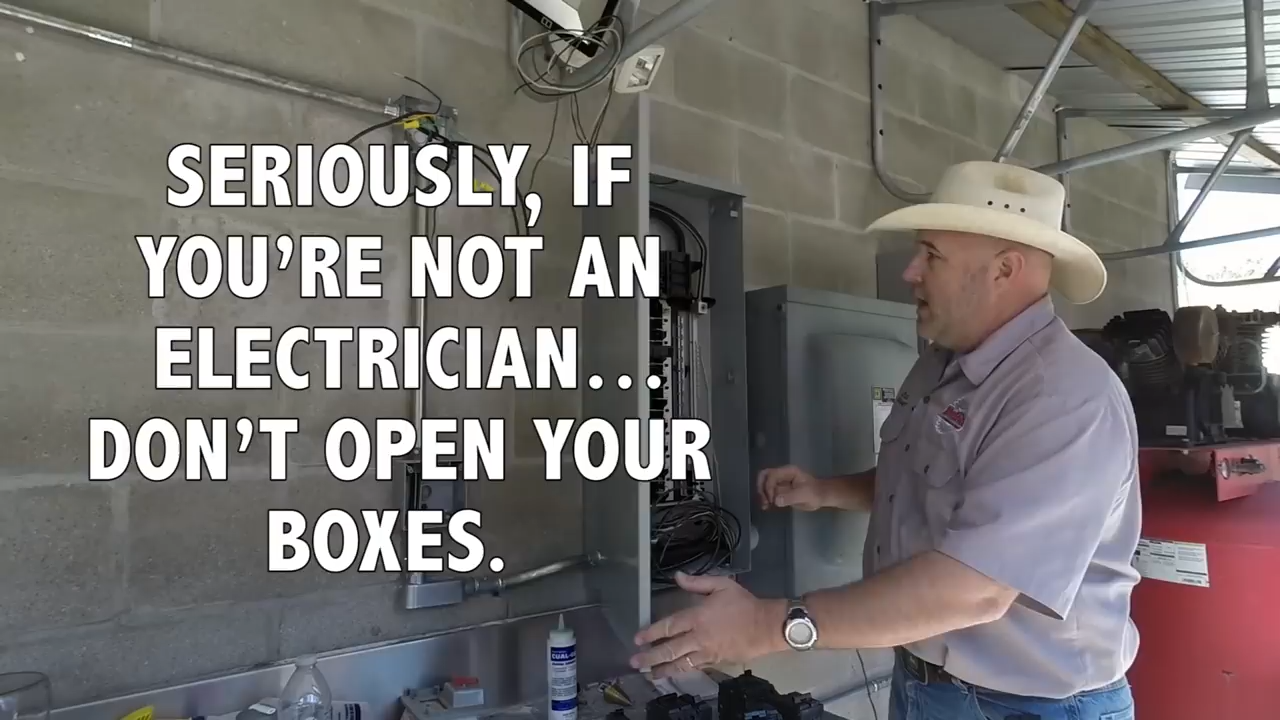 SERIOUSLY, IF
YOU'RE NOT AN
ELECTRICIAN...
DON'T OPEN YOUR
BOXES.